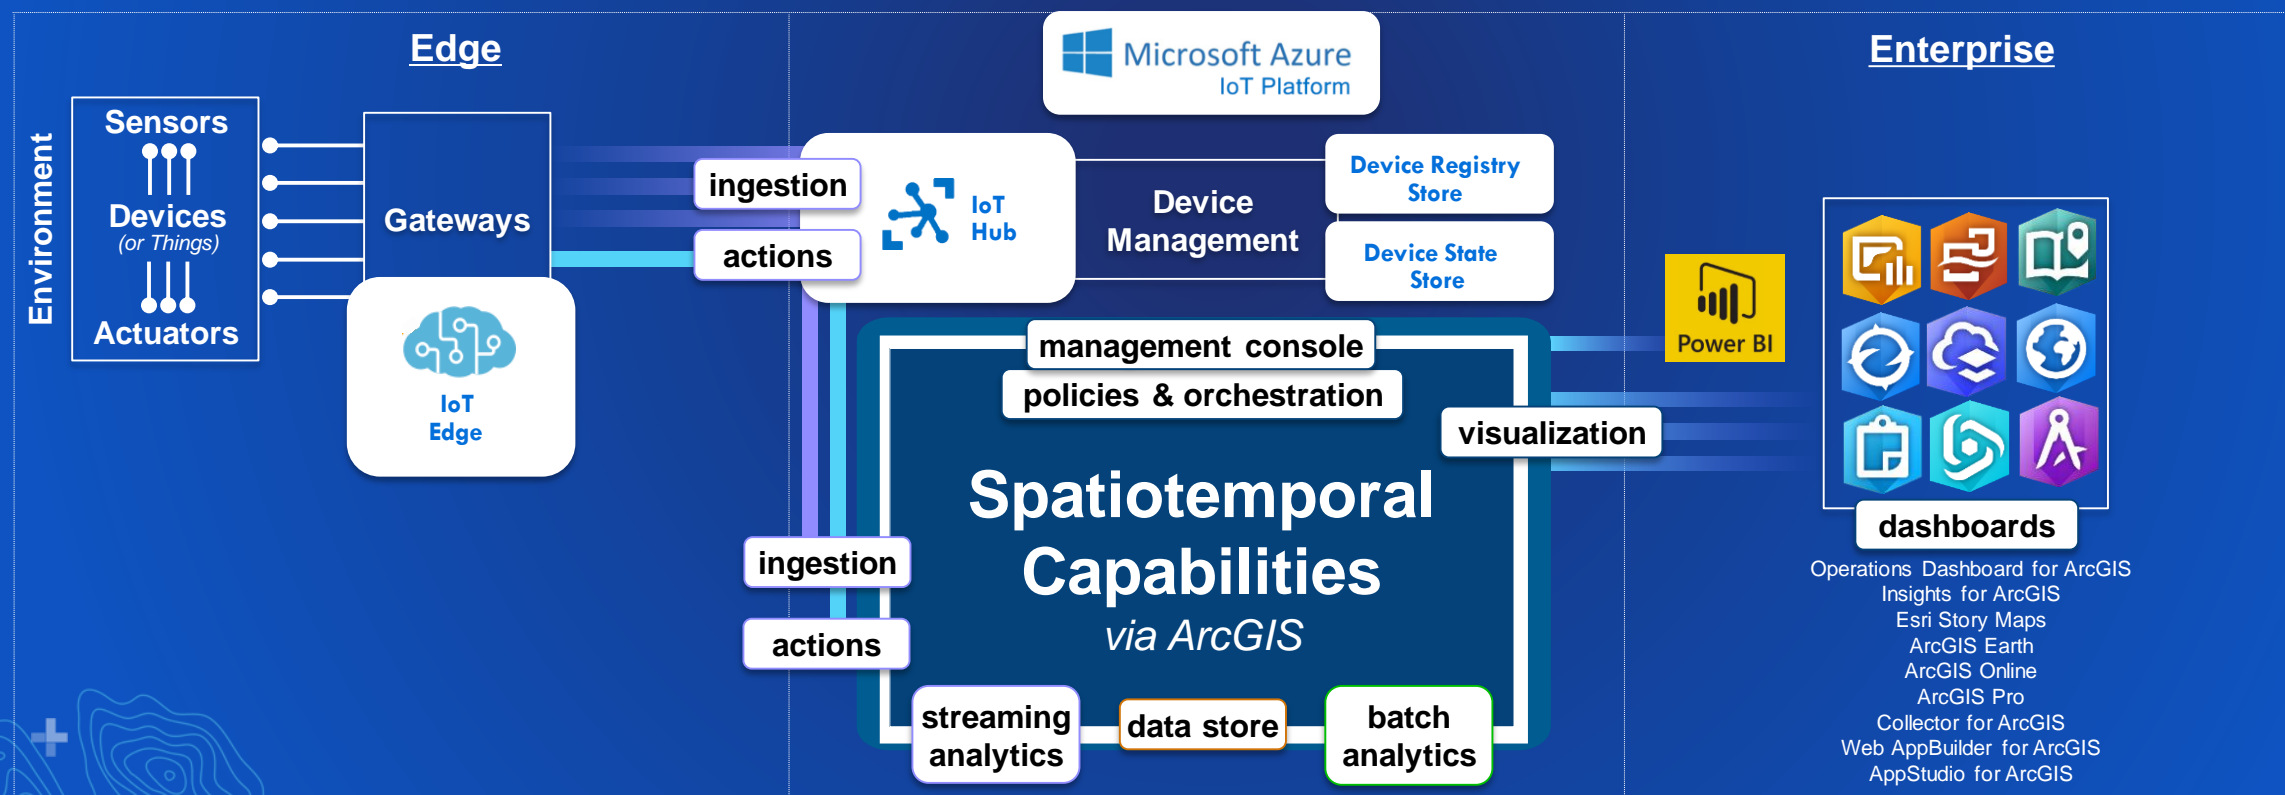 Edge
Environment
Sensors
Devices
(or Things)
Actuators
Gateways
IoT
Edge
Microsoft Azure
IoT Platform
ingestion
actions
IoT
Hub
Device
Management
Device Registry
Store
Device State
Store
management console
policies & orchestration
visualization
Spatiotemporal
Capabilities
via ArcGIS
ingestion
actions
streaming
analytics
data store
batch
analytics
Enterprise
Power BI
dashboards
Operations Dashboard for ArcGIS
Insights for ArcGIS
Esri Story Maps
ArcGIS Earth
ArcGIS Online
ArcGIS Pro
Collector for ArcGIS
Web AppBuilder for ArcGIS
AppStudio for ArcGIS